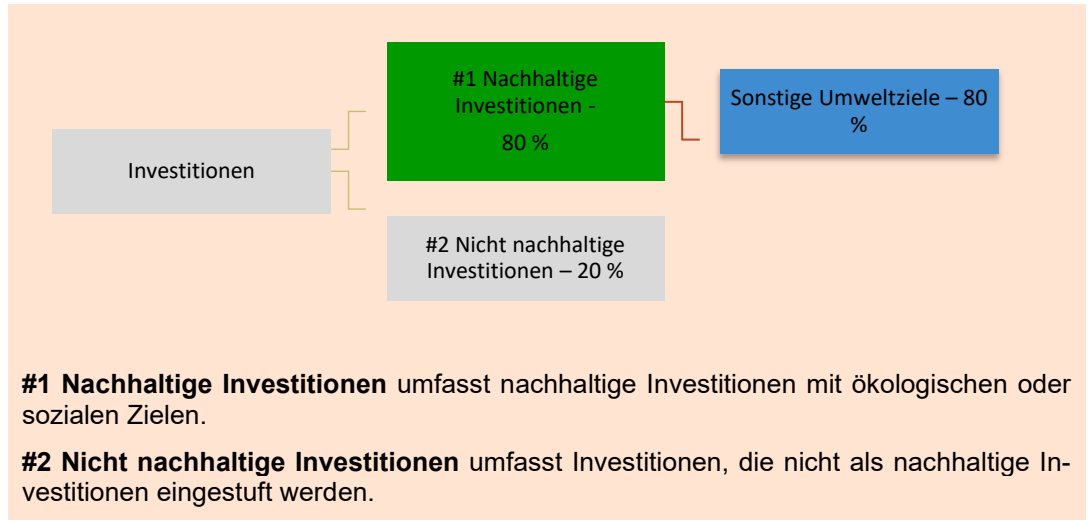 #1 Nachhaltige
Investitionen -
80 %
Sonstige Umweltziele – 80
%
Investitionen
#2 Nicht nachhaltige
Investitionen – 20 %
#1 Nachhaltige Investitionen umfasst nachhaltige Investitionen mit ökologischen oder
sozialen Zielen.
#2 Nicht nachhaltige Investitionen umfasst Investitionen, die nicht als nachhaltige In-
vestitionen eingestuft werden.